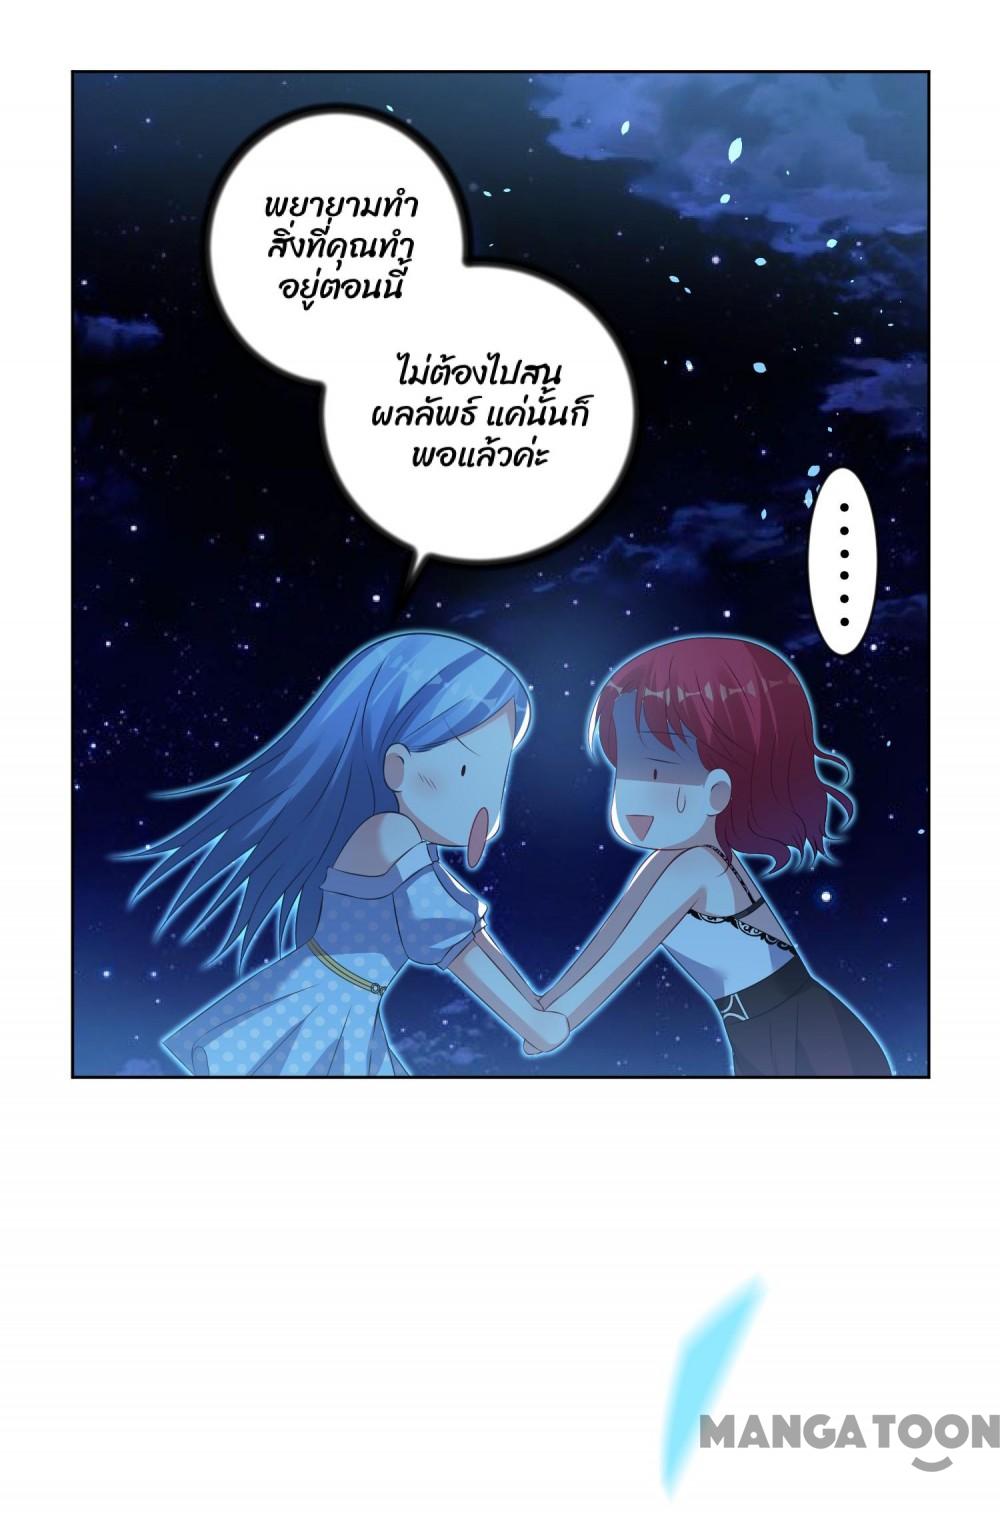 พยายามทำ
สิ่งที่คุณทำ
อยู่ตอนนี้
ไม่ต้องไปสน
ผลลัพธ์ แค่นั้นก็
พอแล้วค่ะ
......
MANGATOON